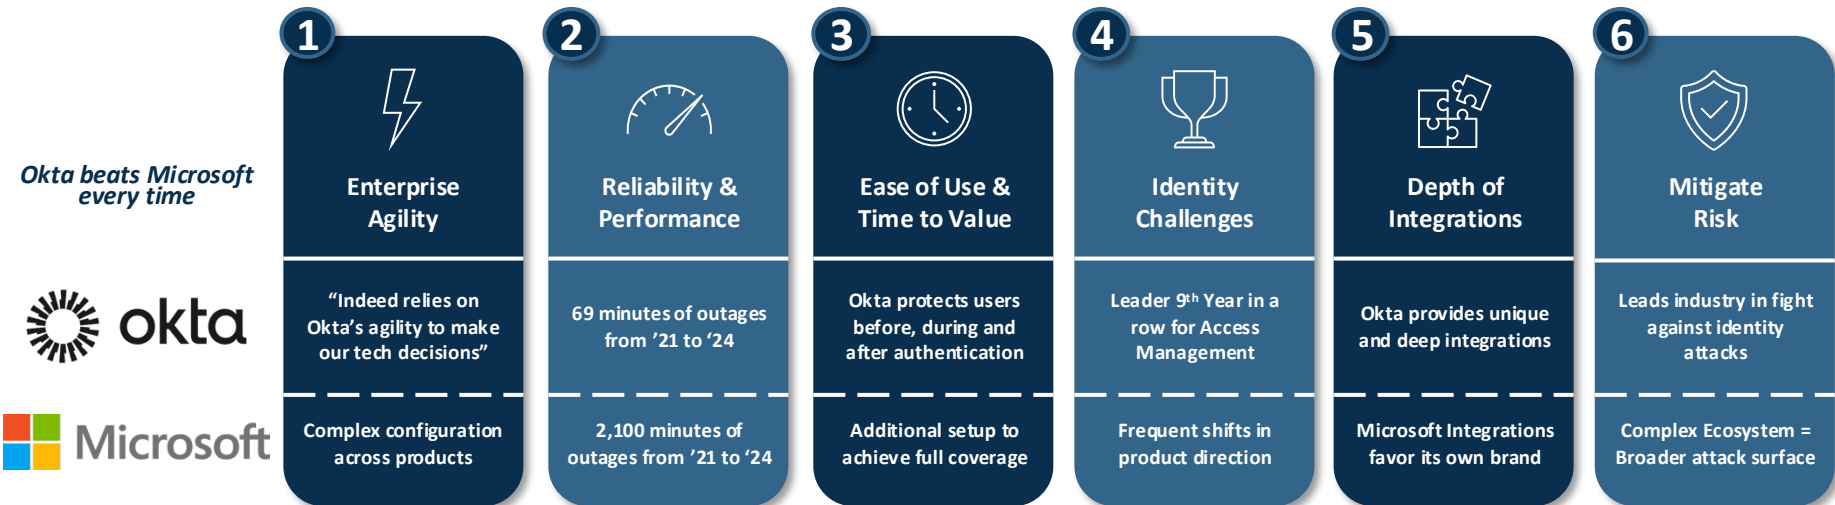 1
2
3
4
5
6
Okta beats Microsoft
every time
Enterprise
Agility
Reliability &
Performance
Ease of Use &
Time to Value
Identity
Challenges
Depth of
Integrations
Mitigate
Risk
okta
“Indeed relies on
Okta’s agility to make
our tech decisions”
69 minutes of outages
from ’21 to ‘24
Okta protects users
before, during and
after authentication
Leader 9th Year in a
row for Access
Management
Okta provides unique
and deep integrations
Leads industry in fight
against identity
attacks
Microsoft
Complex configuration
across products
2,100 minutes of
outages from ’21 to ‘24
Additional setup to
achieve full coverage
Frequent shifts in
product direction
Microsoft Integrations
favor its own brand
Complex Ecosystem =
Broader attack surface